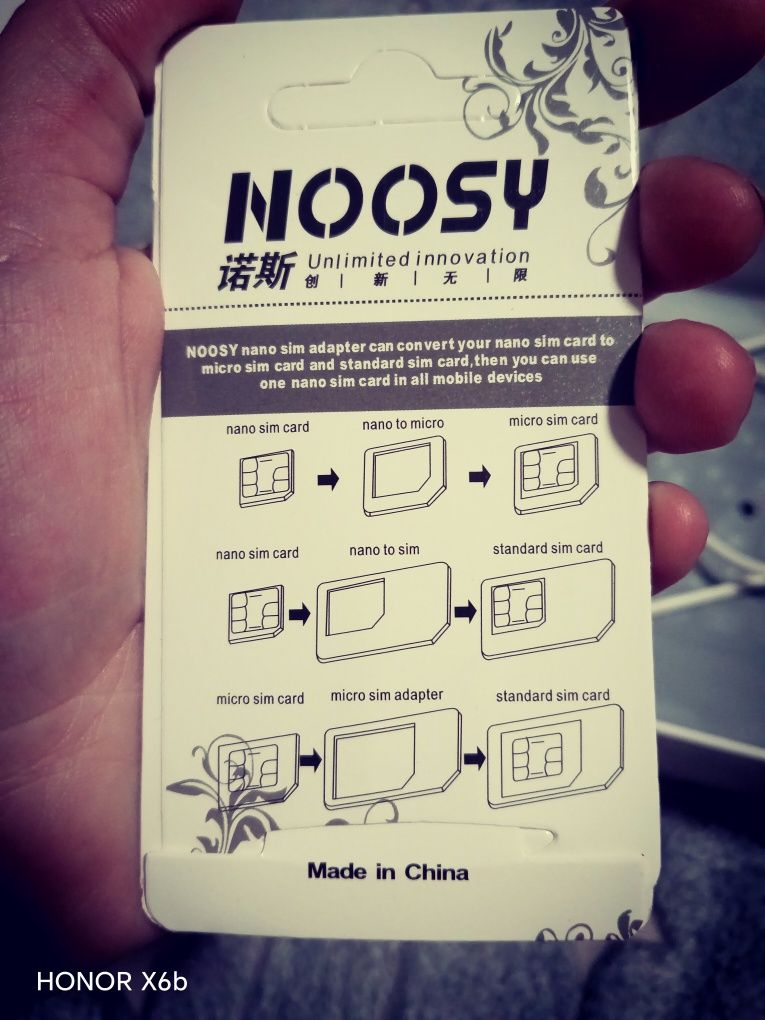 NOOSY
诺斯 Unlimited innovation
创 | 新 | 无 | 限
NOOSY nano sim adapter can convert your nano sim card to
micro sim card and standard sim card,then you can use
one nano sim card in all mobile devices
nano sim card nano to micro micro sim card
nano sim card nano to sim standard sim card
micro sim card micro sim adapter standard sim card
Made in China
HONOR X6b